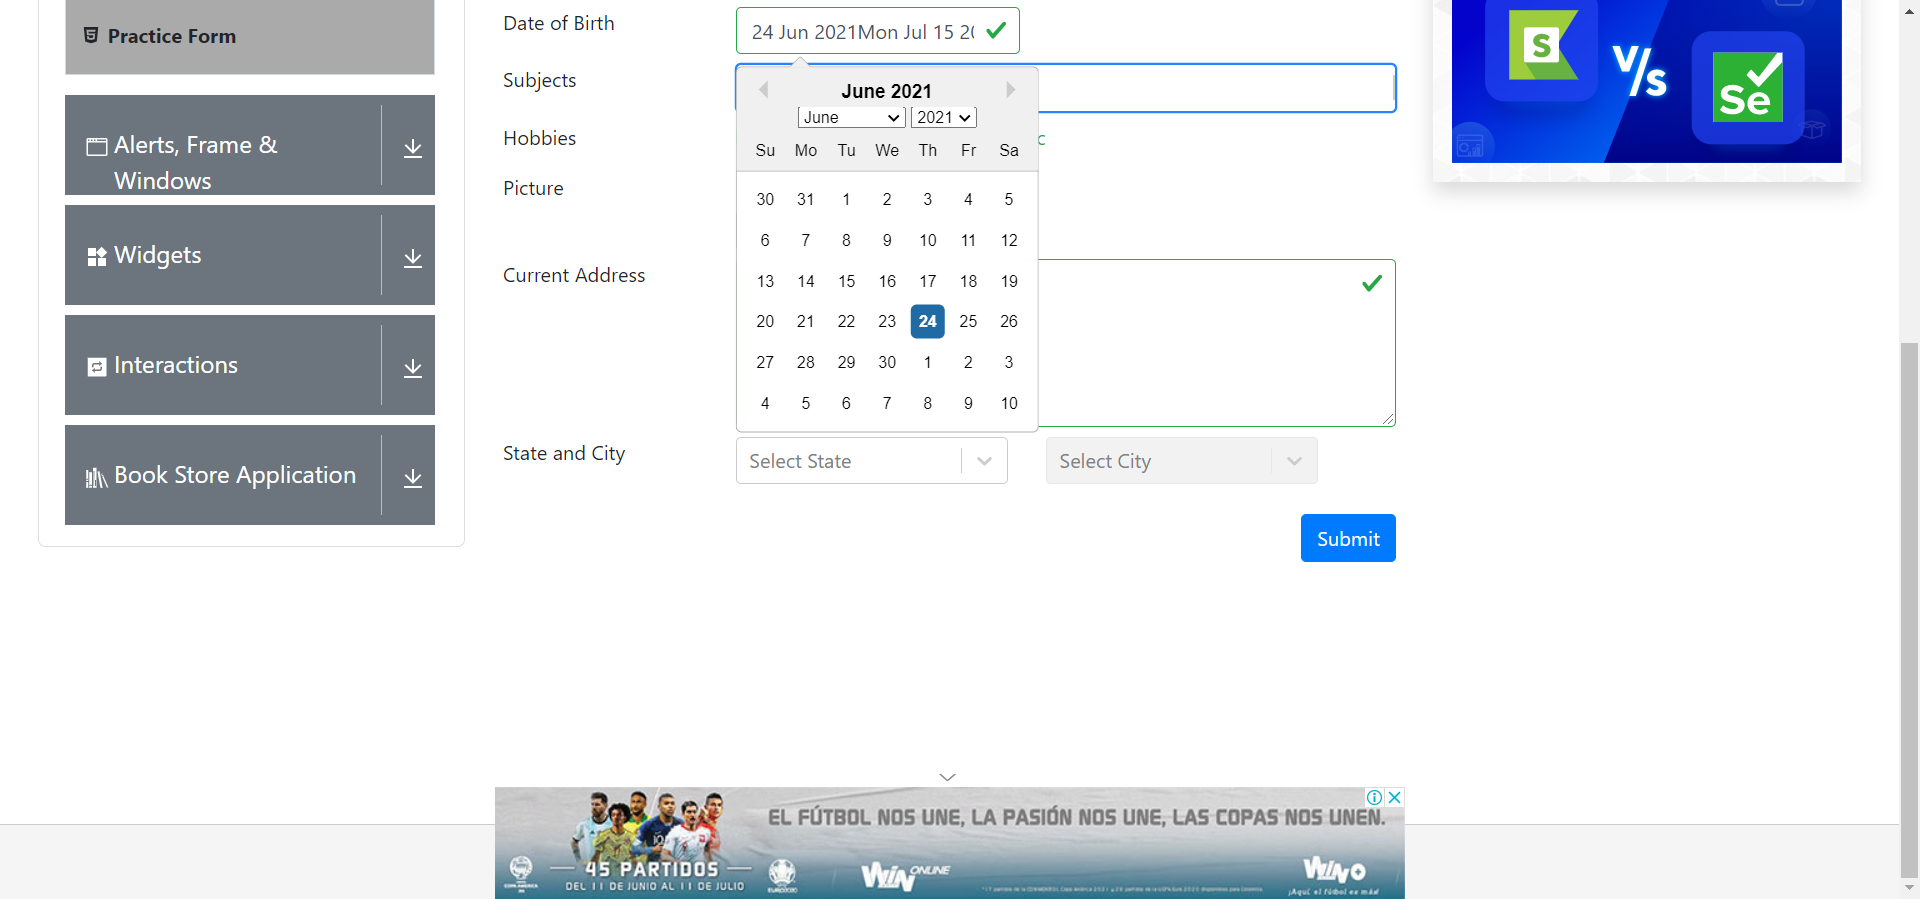 Practice Form
Alerts, Frame &
Windows
Widgets
Interactions
Book Store Application
Date of Birth
24 Jun 2021Mon Jul 15 20
Subjects
Hobbies
c
Picture
Current Address
State and City
June 2021
June 2021
Su Mo Tu We Th Fr Sa
30 31 1 2 3 4 5
6 7 8 9 10 11 12
13 14 15 16 17 18 19
20 21 22 23 24 25 26
27 28 29 30 1 2 3
4 5 6 7 8 9 10
Select State
Select City
Submit
S V/s Se
EL FÚTBOL NOS UNE, LA PASIÓN NOS UNE, LAS COPAS NOS UNEN.
45 PARTIDOS
DEL 11 DE JUNIO AL 11 DE JULIO
WIN ONLINE
WIN
¡Aquí el fútbol es más!